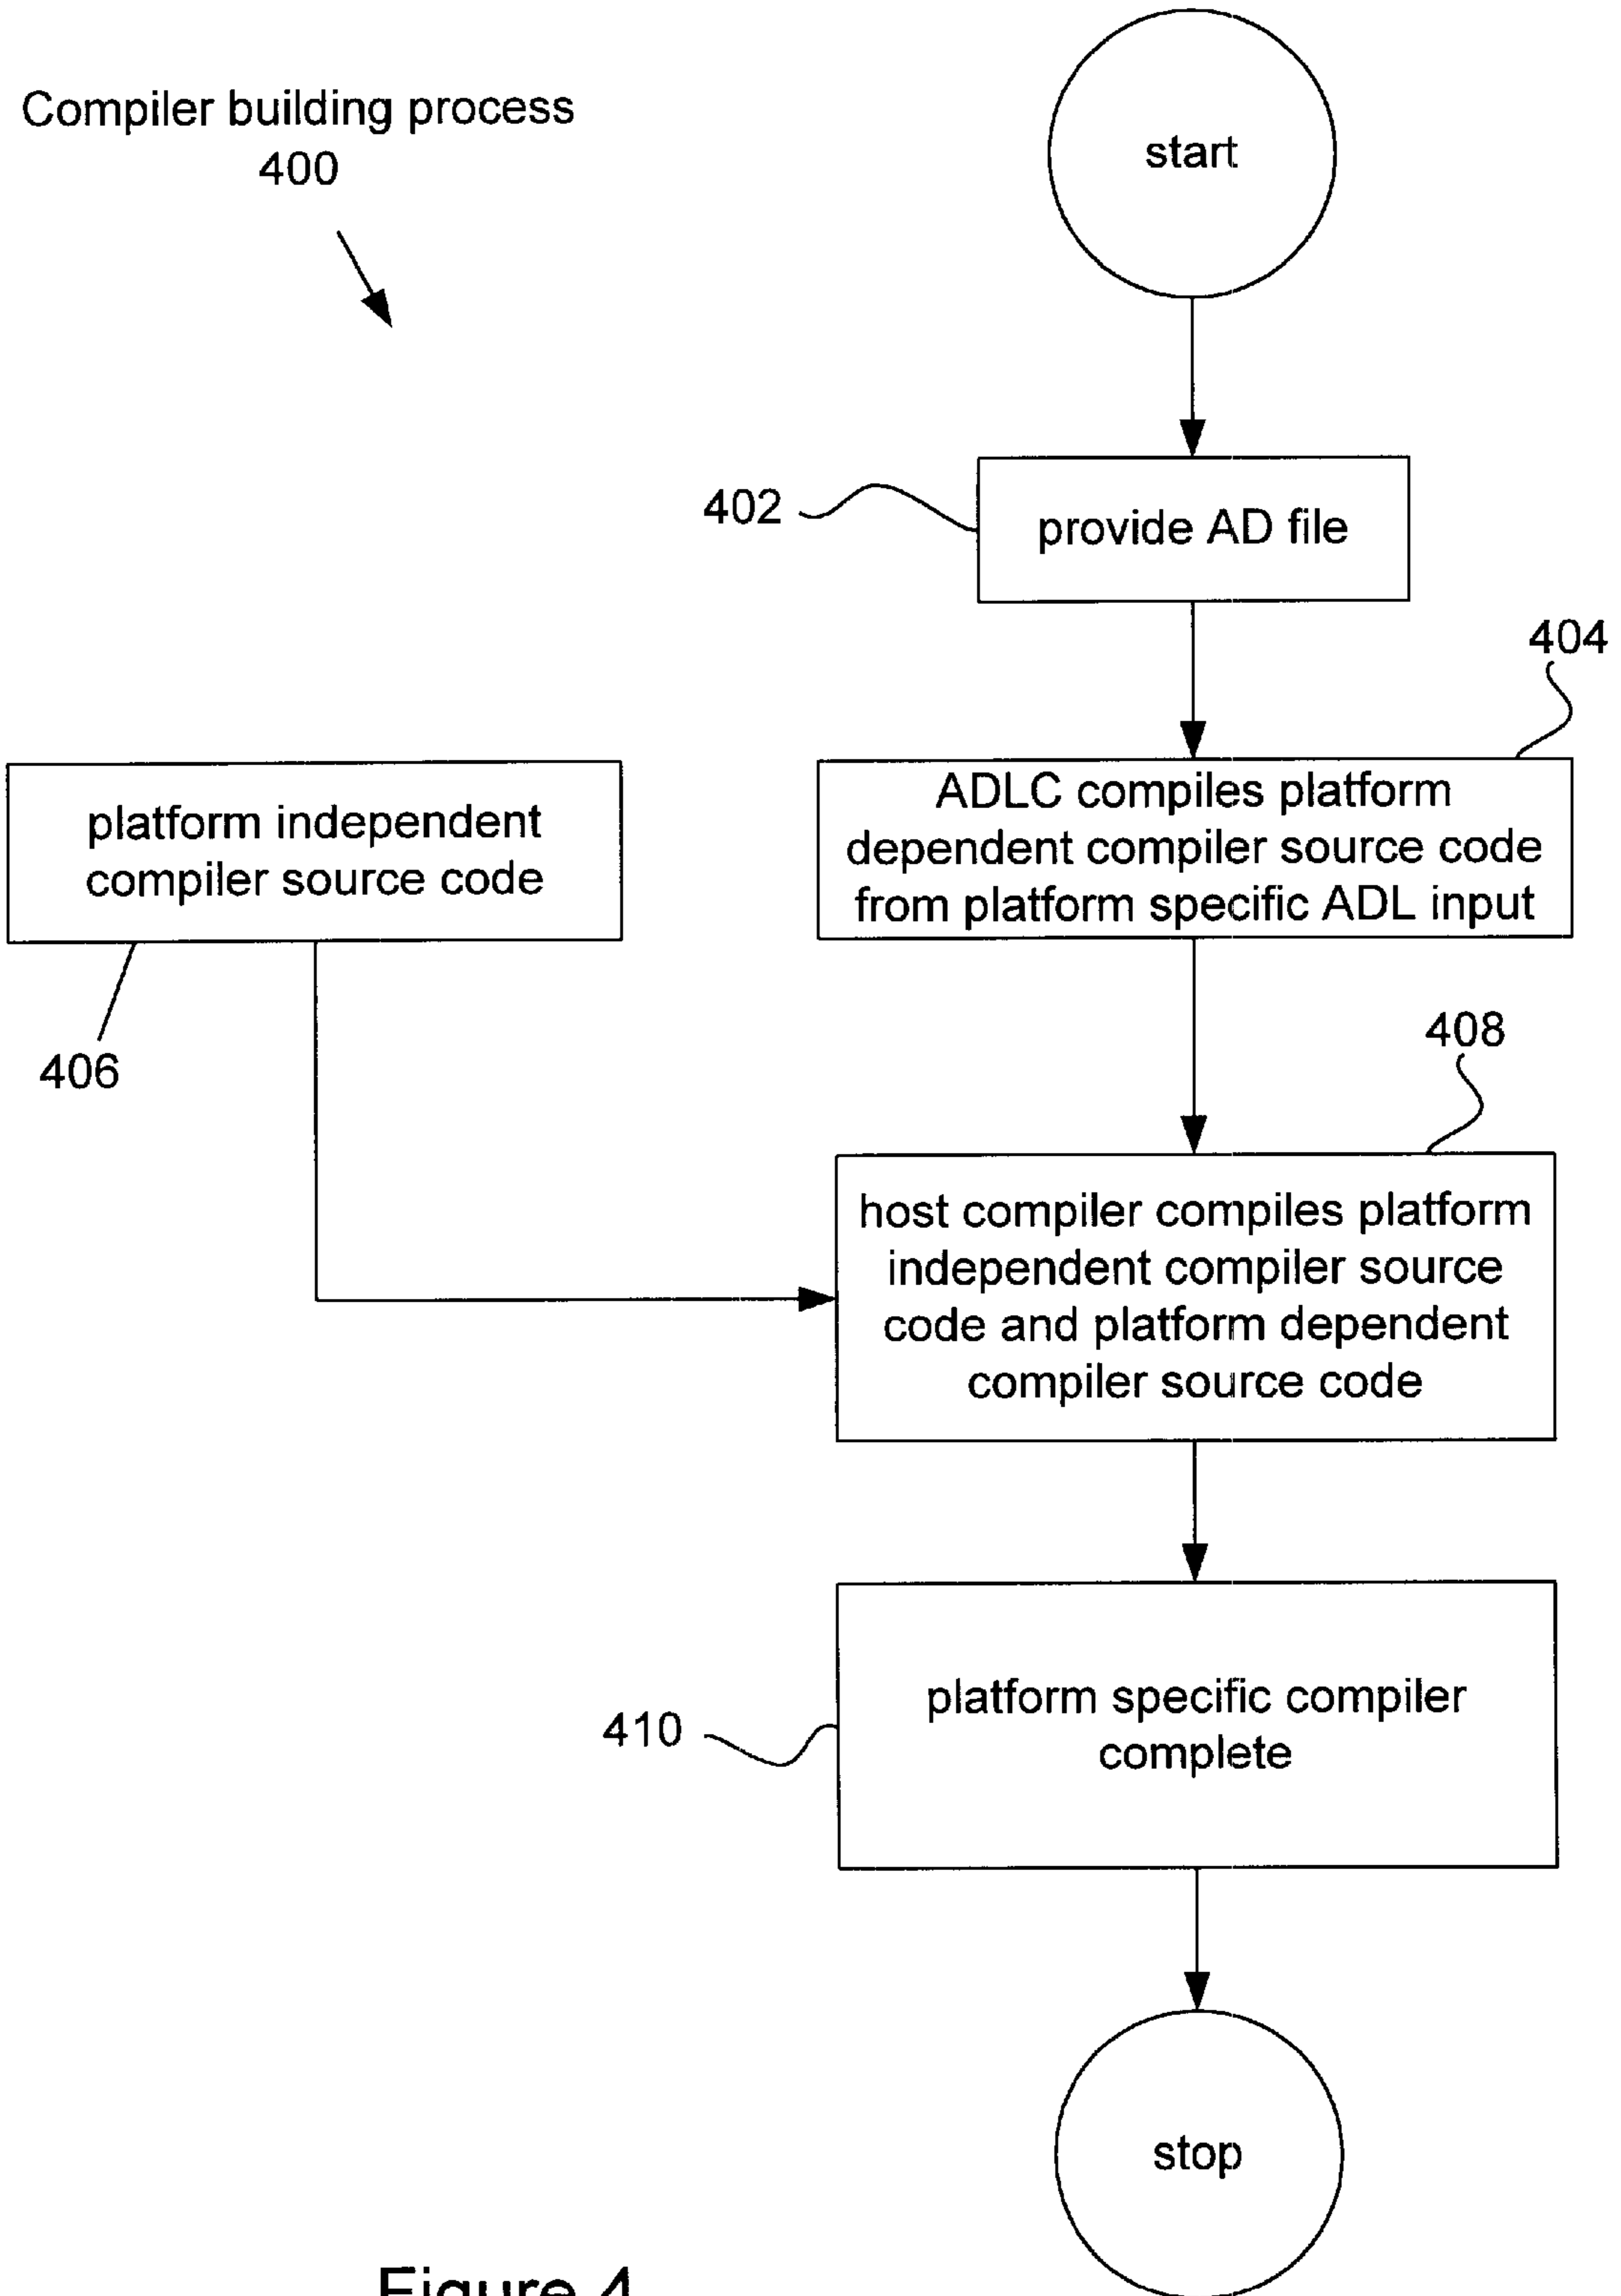 Compiler building process
400
start
402
provide AD file
404
ADLC compiles platform
dependent compiler source code
from platform specific ADL input
platform independent
compiler source code
406
408
host compiler compiles platform
independent compiler source
code and platform dependent
compiler source code
410
platform specific compiler
complete
stop
Figure 4